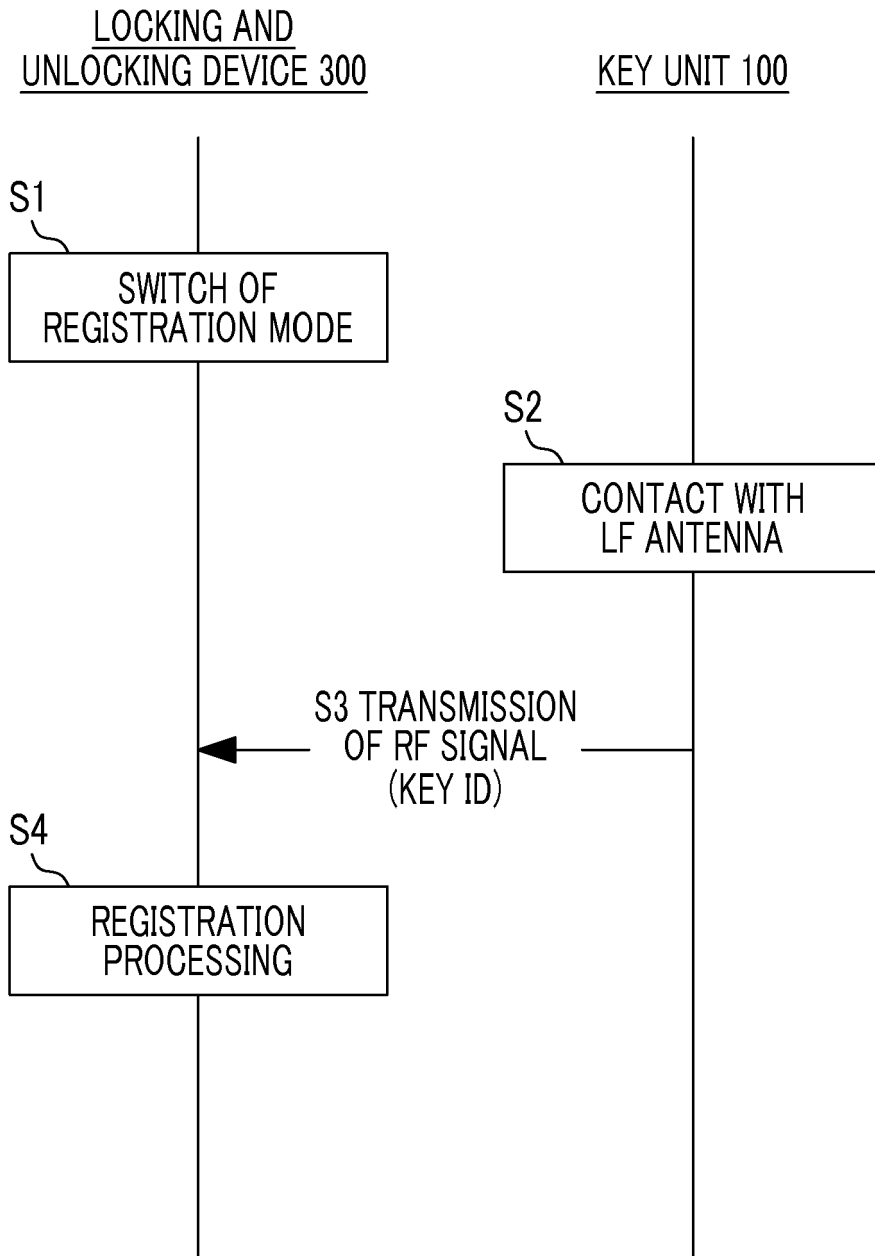 LOCKING AND
UNLOCKING DEVICE 300
KEY UNIT 100
S1
SWITCH OF
REGISTRATION MODE
S2
CONTACT WITH
LF ANTENNA
S3 TRANSMISSION
OF RF SIGNAL
(KEY ID)
S4
REGISTRATION
PROCESSING